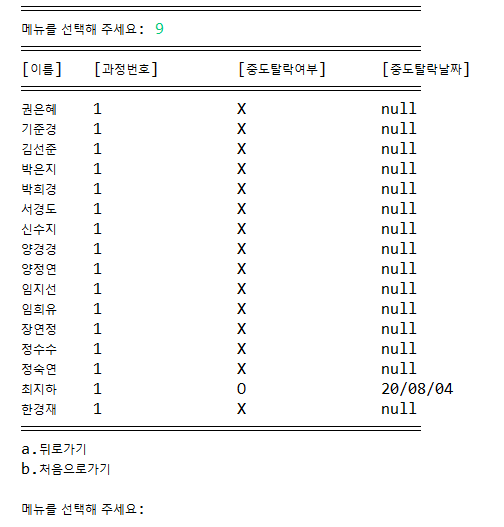 메뉴를 선택해 주세요: 9
[이름] [과정번호] [중도탈락여부] [중도탈락날짜]
권은혜 1 X null
기준경 1 X null
김선준 1 X null
박은지 1 X null
박희경 1 X null
서경도 1 X null
신수지 1 X null
양경경 1 X null
양정연 1 X null
임지선 1 X null
임희유 1 X null
장연정 1 X null
정수수 1 X null
정숙연 1 X null
최지하 1 O 20/08/04
한경재 1 X null
a.뒤로가기
b.처음으로가기
메뉴를 선택해 주세요: